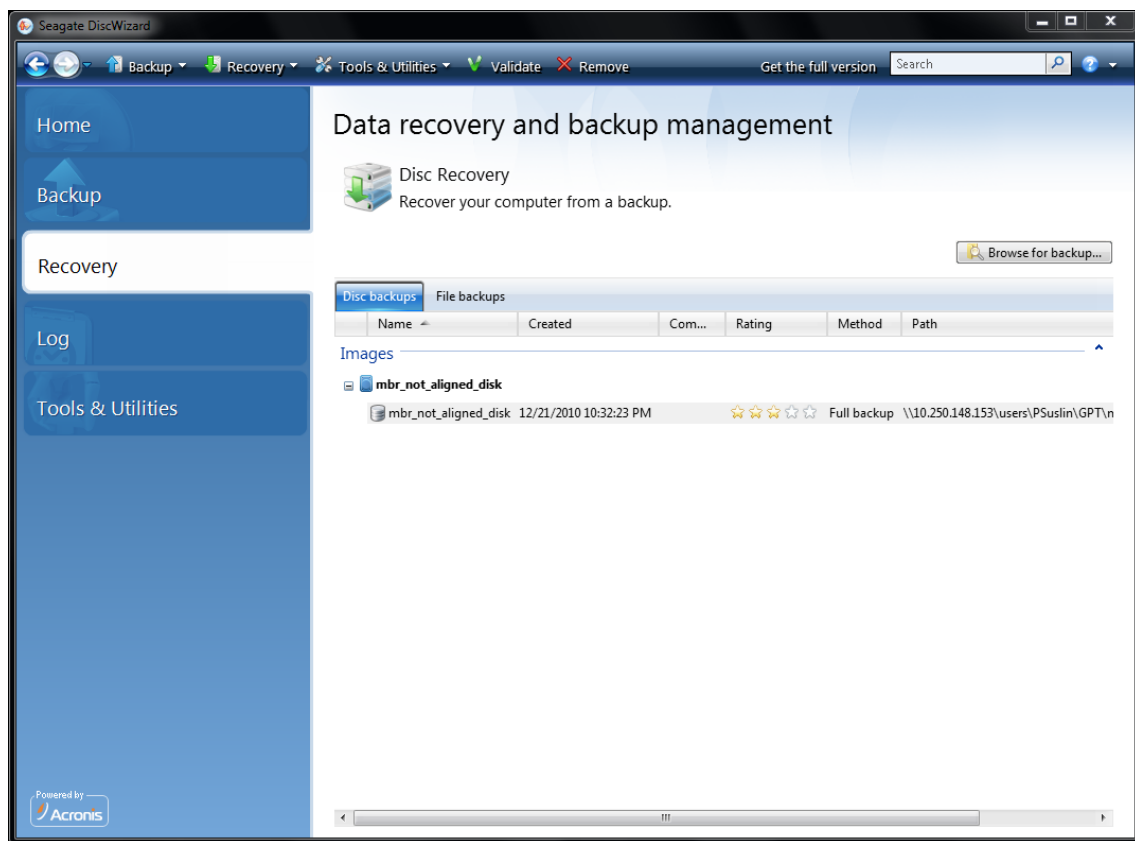 Seagate DiscWizard
Backup Recovery Tools & Utilities Validate Remove Get the full version Search
Home
Backup
Recovery
Log
Tools & Utilities
Powered by
Acronis
Data recovery and backup management
Disc Recovery
Recover your computer from a backup.
Browse for backup...
Disc backups File backups
Name Created Com... Rating Method Path
Images
mbr_not_aligned_disk
mbr_not_aligned_disk 12/21/2010 10:32:23 PM Full backup \\10.250.148.153\users\PSuslin\GPT\n